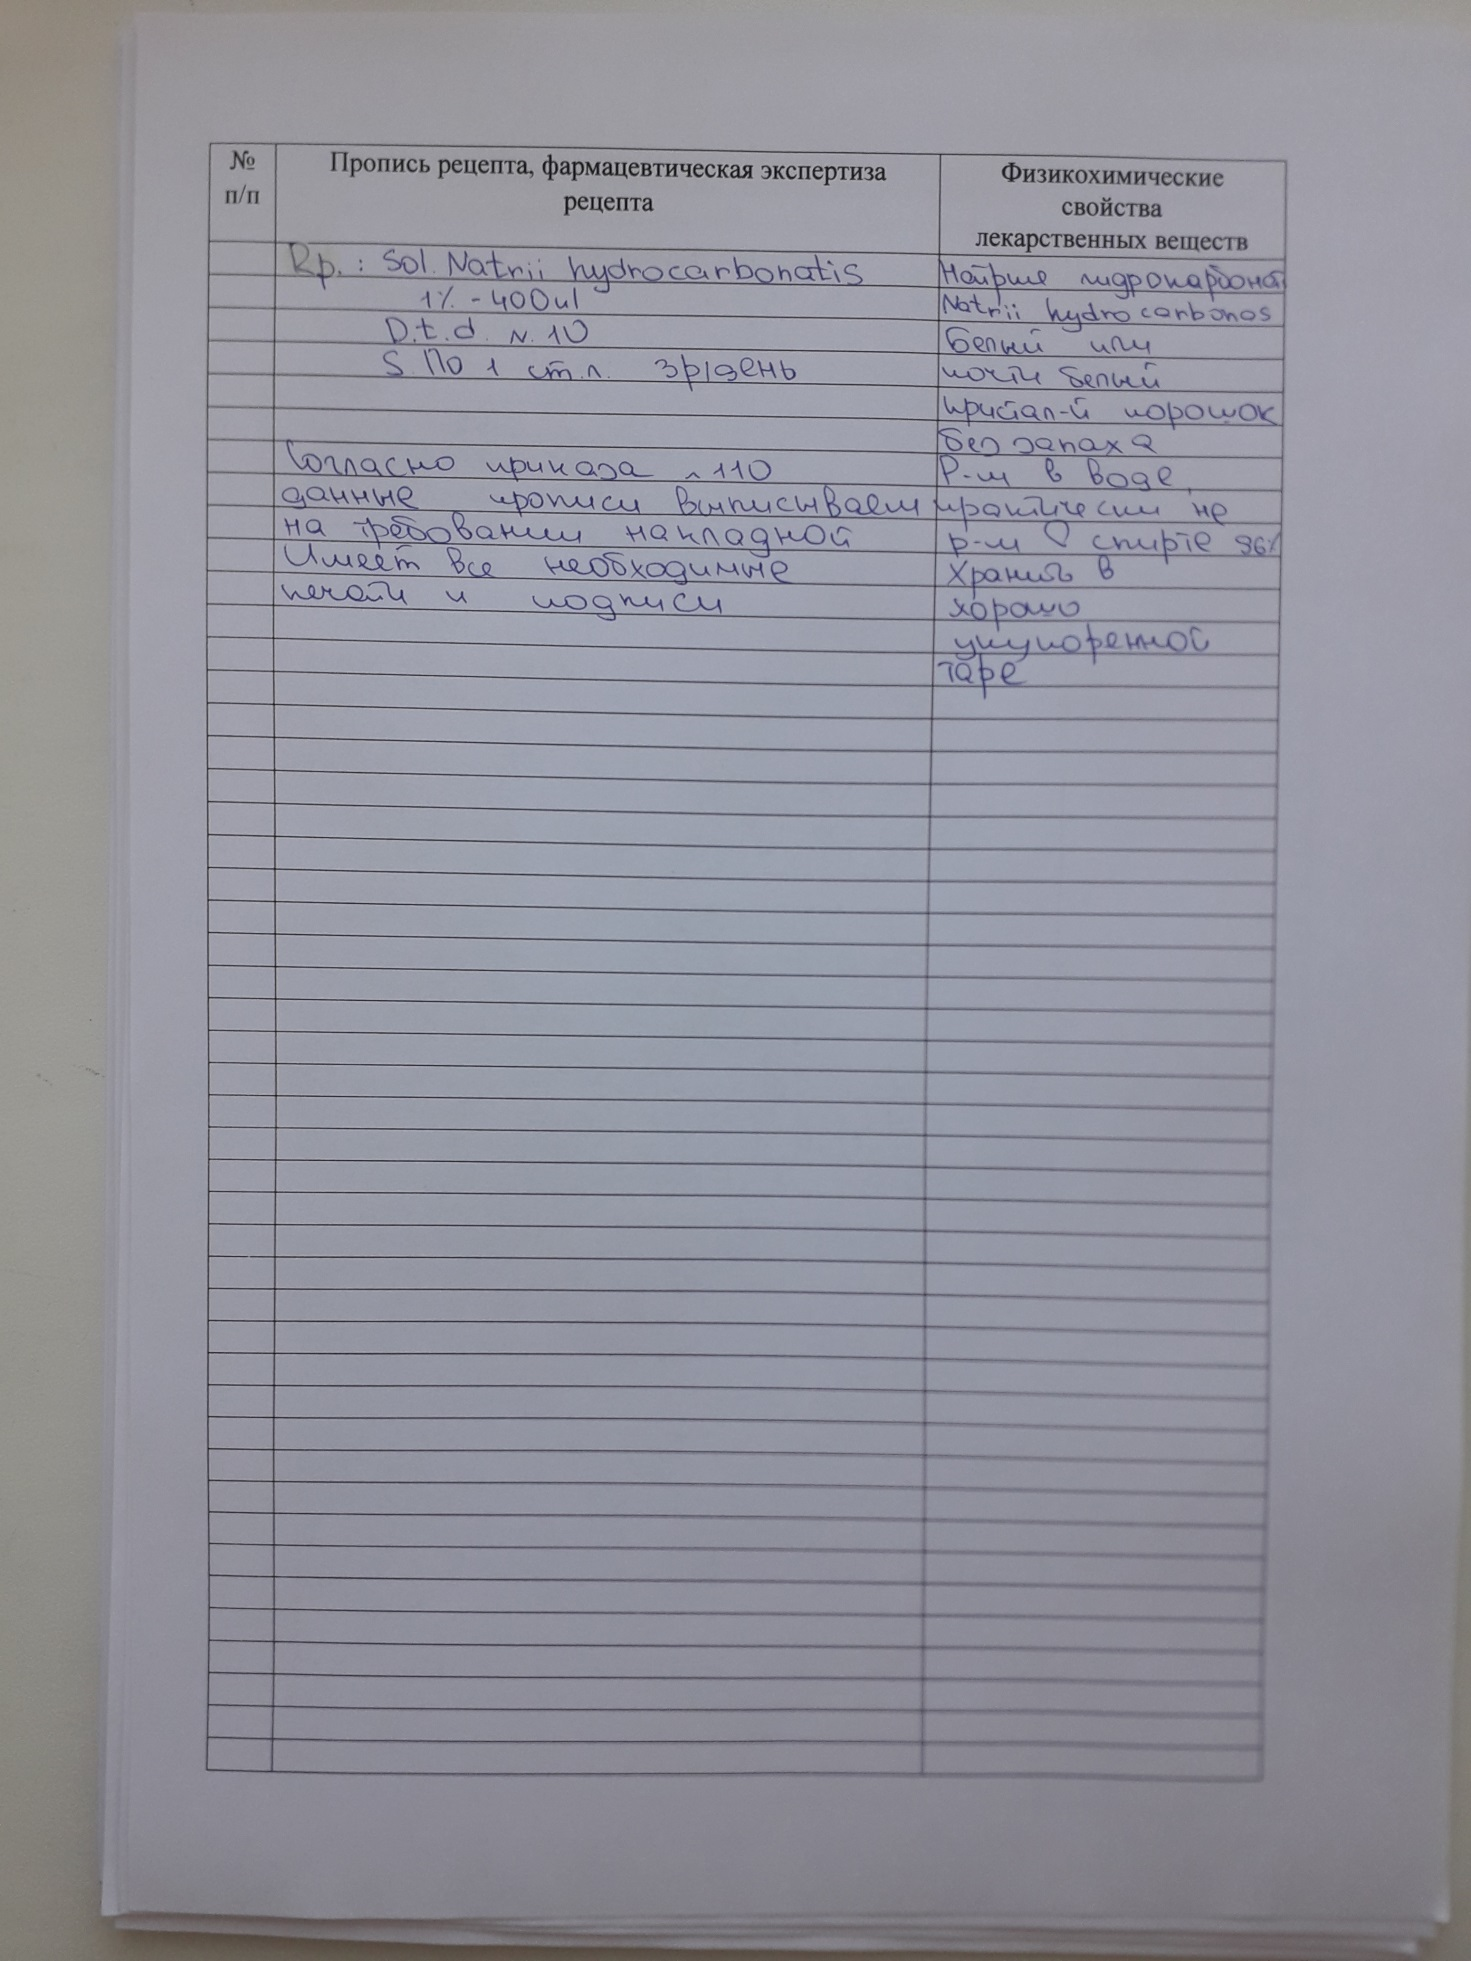 №
п/п
Пропись рецепта, фармацевтическая экспертиза
рецепта
Физикохимические
свойства
лекарственных веществ
Rp. : Sol. Natrii hydrocarbonatis
1% - 400ml
D.t.d. N. 10
S. По 1 ст.л. 3р/день
Согласно приказа №110
данные прописи выписываем
на требовании накладной
Имеет все необходимые
печати и подписи
Натрия гидрокарбонат
Natrii hydrocarbonas
белый или
почти белый
кристал-й порошок
без запаха
Р-м в воде,
практически не
р-м в спирте 96%
Хранить в
хорошо
укупоренной
таре